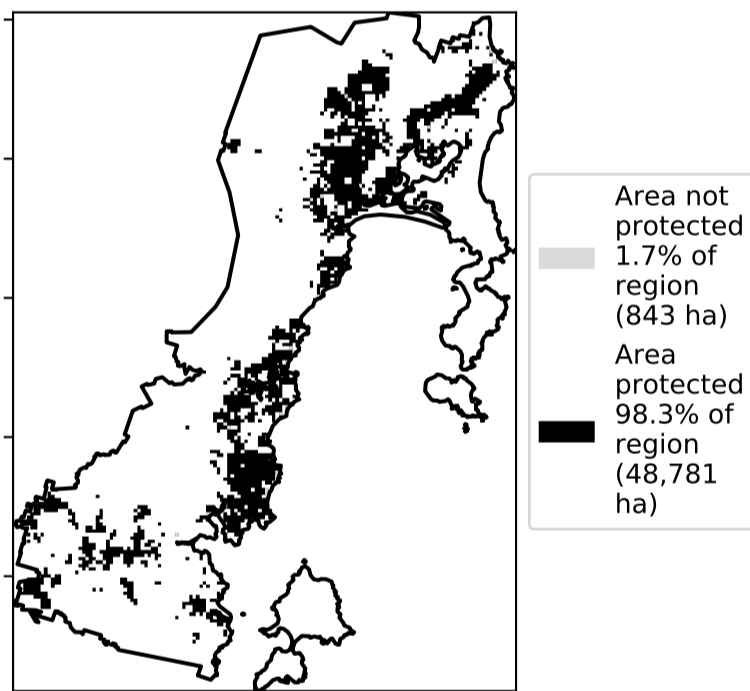 Area not
protected
1.7% of
region
(843 ha)
Area
protected
98.3% of
region
(48,781
ha)